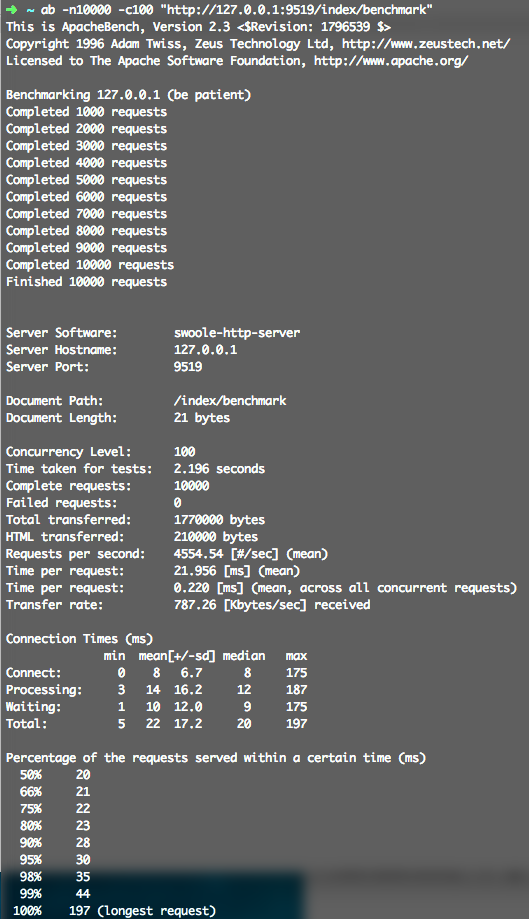 ➜ ~ ab -n10000 -c100 "http://127.0.0.1:9519/index/benchmark"
This is ApacheBench, Version 2.3 <$Revision: 1796539 $>
Copyright 1996 Adam Twiss, Zeus Technology Ltd, http://www.zeustech.net/
Licensed to The Apache Software Foundation, http://www.apache.org/

Benchmarking 127.0.0.1 (be patient)
Completed 1000 requests
Completed 2000 requests
Completed 3000 requests
Completed 4000 requests
Completed 5000 requests
Completed 6000 requests
Completed 7000 requests
Completed 8000 requests
Completed 9000 requests
Completed 10000 requests
Finished 10000 requests


Server Software:        swoole-http-server
Server Hostname:        127.0.0.1
Server Port:            9519

Document Path:          /index/benchmark
Document Length:        21 bytes

Concurrency Level:      100
Time taken for tests:   2.196 seconds
Complete requests:      10000
Failed requests:        0
Total transferred:      1770000 bytes
HTML transferred:       210000 bytes
Requests per second:    4554.54 [#/sec] (mean)
Time per request:       21.956 [ms] (mean)
Time per request:       0.220 [ms] (mean, across all concurrent requests)
Transfer rate:          787.26 [Kbytes/sec] received

Connection Times (ms)
              min  mean[+/-sd] median   max
Connect:        0    8   6.7      8     175
Processing:     3   14  16.2     12     187
Waiting:        1   10  12.0      9     175
Total:          5   22  17.2     20     197

Percentage of the requests served within a certain time (ms)
  50%     20
  66%     21
  75%     22
  80%     23
  90%     28
  95%     30
  98%     35
  99%     44
 100%    197 (longest request)